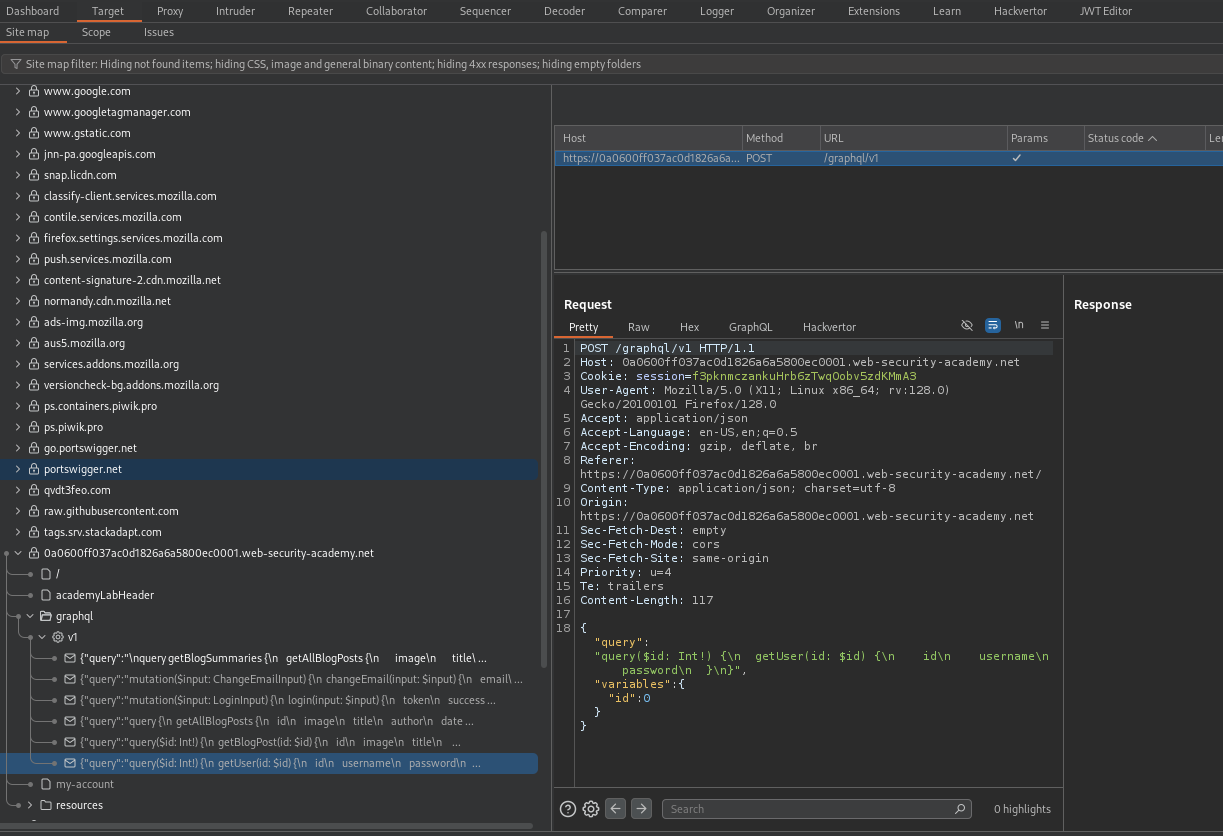 Dashboard Target Proxy Intruder Repeater Collaborator Sequencer Decoder Comparer Logger Organizer Extensions Learn Hackvertor JWT Editor
Site map Scope Issues
Site map filter: Hiding not found items; hiding CSS, image and general binary content; hiding 4xx responses; hiding empty folders
www.google.com
www.googletagmanager.com
www.gstatic.com
jnn-pa.googleapis.com
snap.licdn.com
classify-client.services.mozilla.com
contile.services.mozilla.com
firefox.settings.services.mozilla.com
push.services.mozilla.com
content-signature-2.cdn.mozilla.net
normandy.cdn.mozilla.net
ads-img.mozilla.org
aus5.mozilla.org
services.addons.mozilla.org
versioncheck-bg.addons.mozilla.org
ps.containers.piwik.pro
ps.piwik.pro
go.portswigger.net
portswigger.net
qvdt3feo.com
raw.githubusercontent.com
tags.srv.stackadapt.com
0a0600ff037ac0d1826a6a5800ec0001.web-security-academy.net
/
academyLabHeader
graphql
v1
{"query":"\nquery getBlogSummaries {\n getAllBlogPosts {\n image\n title\ ...
{"query":"mutation($input: ChangeEmailInput) {\n changeEmail(input: $input) {\n email\ ...
{"query":"mutation($input: LoginInput) {\n login(input: $input) {\n token\n success ...
{"query":"query {\n getAllBlogPosts {\n id\n image\n title\n author\n date ...
{"query":"query($id: Int!) {\n getBlogPost(id: $id) {\n id\n image\n title\n ...
{"query":"query($id: Int!) {\n getUser(id: $id) {\n id\n username\n password\n ...
my-account
resources
Host Method URL Params Status code Le
https://0a0600ff037ac0d1826a6a... POST /graphql/v1
Request
Pretty Raw Hex GraphQL Hackvertor \n
1 POST /graphql/v1 HTTP/1.1
2 Host: 0a0600ff037ac0d1826a6a5800ec0001.web-security-academy.net
3 Cookie: session=f3pknmczankuHrb6zTwqOobv5zdKMmA3
4 User-Agent: Mozilla/5.0 (X11; Linux x86_64; rv:128.0)
Gecko/20100101 Firefox/128.0
5 Accept: application/json
6 Accept-Language: en-US,en;q=0.5
7 Accept-Encoding: gzip, deflate, br
8 Referer:
https://0a0600ff037ac0d1826a6a5800ec0001.web-security-academy.net/
9 Content-Type: application/json; charset=utf-8
10 Origin:
https://0a0600ff037ac0d1826a6a5800ec0001.web-security-academy.net
11 Sec-Fetch-Dest: empty
12 Sec-Fetch-Mode: cors
13 Sec-Fetch-Site: same-origin
14 Priority: u=4
15 Te: trailers
16 Content-Length: 117
17
18 {
"query":
"query($id: Int!) {\n getUser(id: $id) {\n id\n username\n
password\n }\n}",
"variables":{
"id":0
}
}
Search
0 highlights
Response